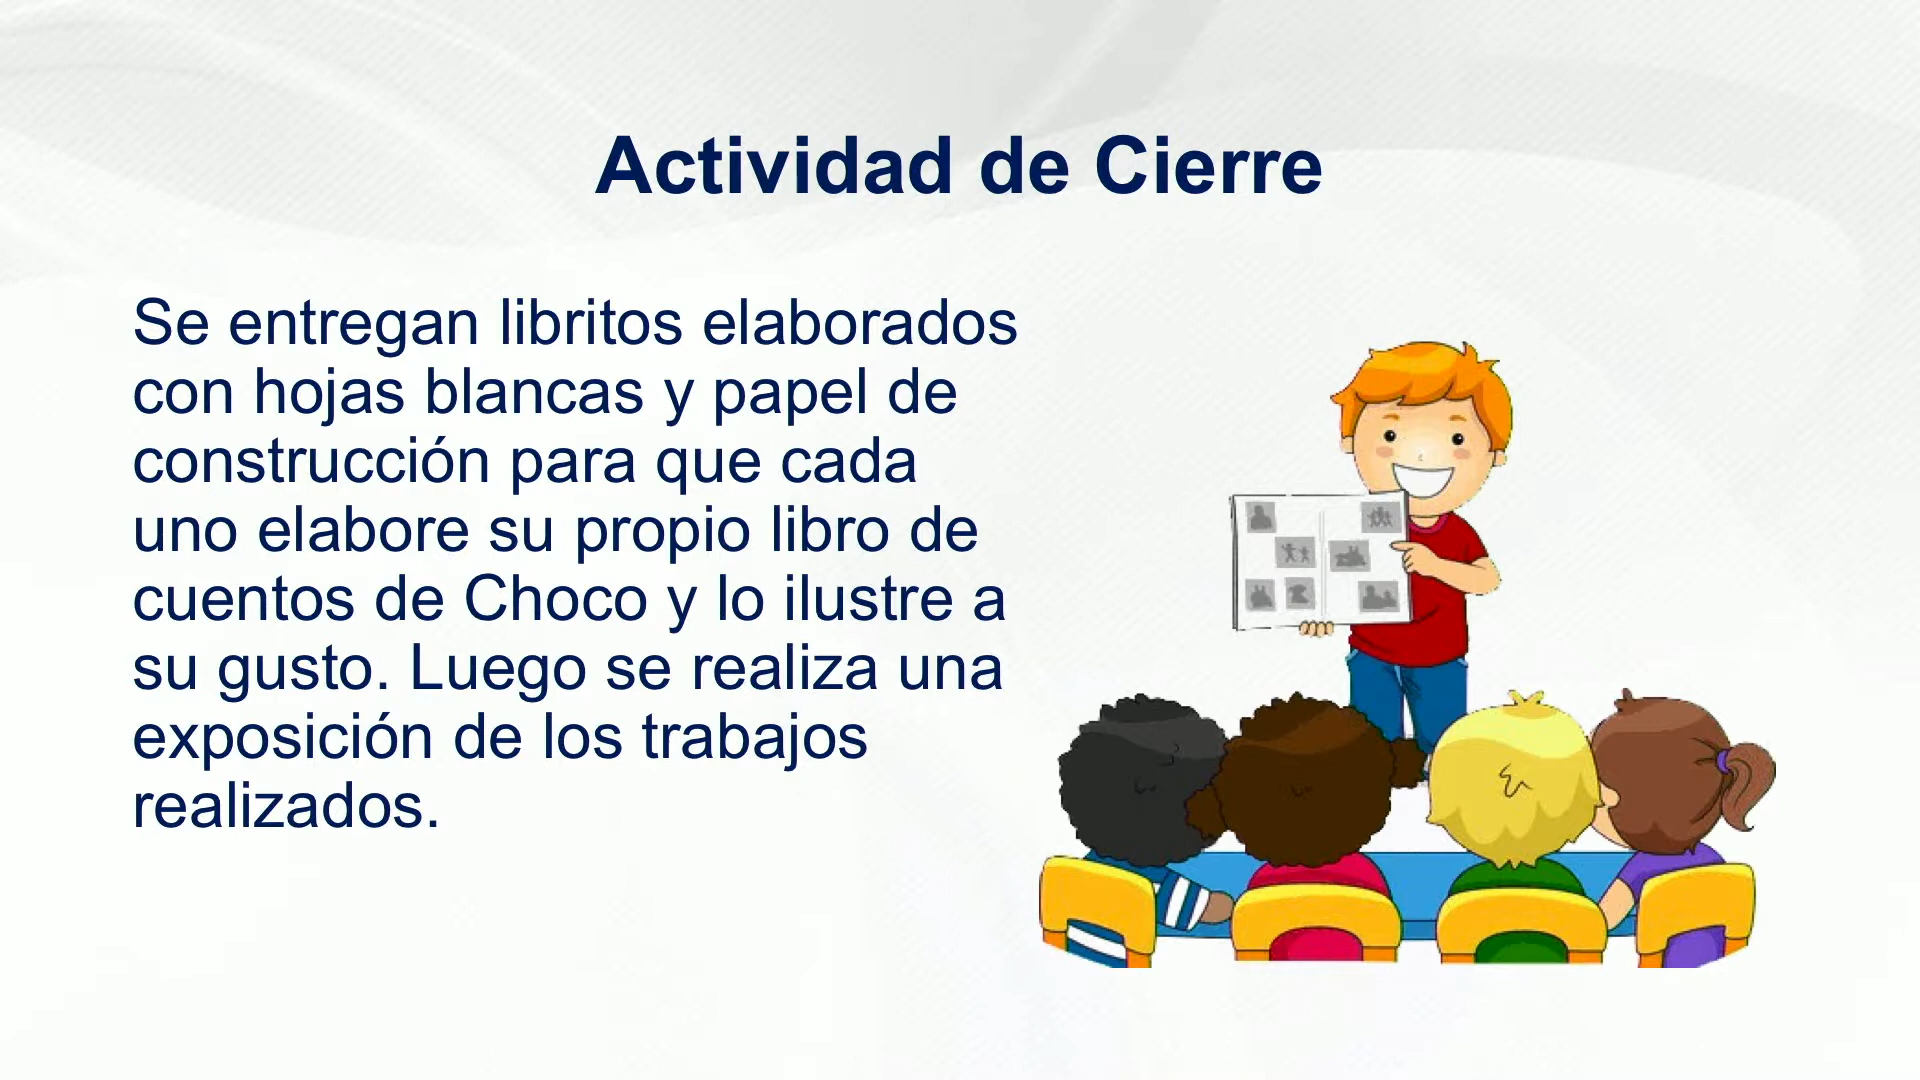 Actividad de Cierre
Se entregan libritos elaborados
con hojas blancas y papel de
construcción para que cada
uno elabore su propio libro de
cuentos de Choco y lo ilustre a
su gusto. Luego se realiza una
exposición de los trabajos
realizados.